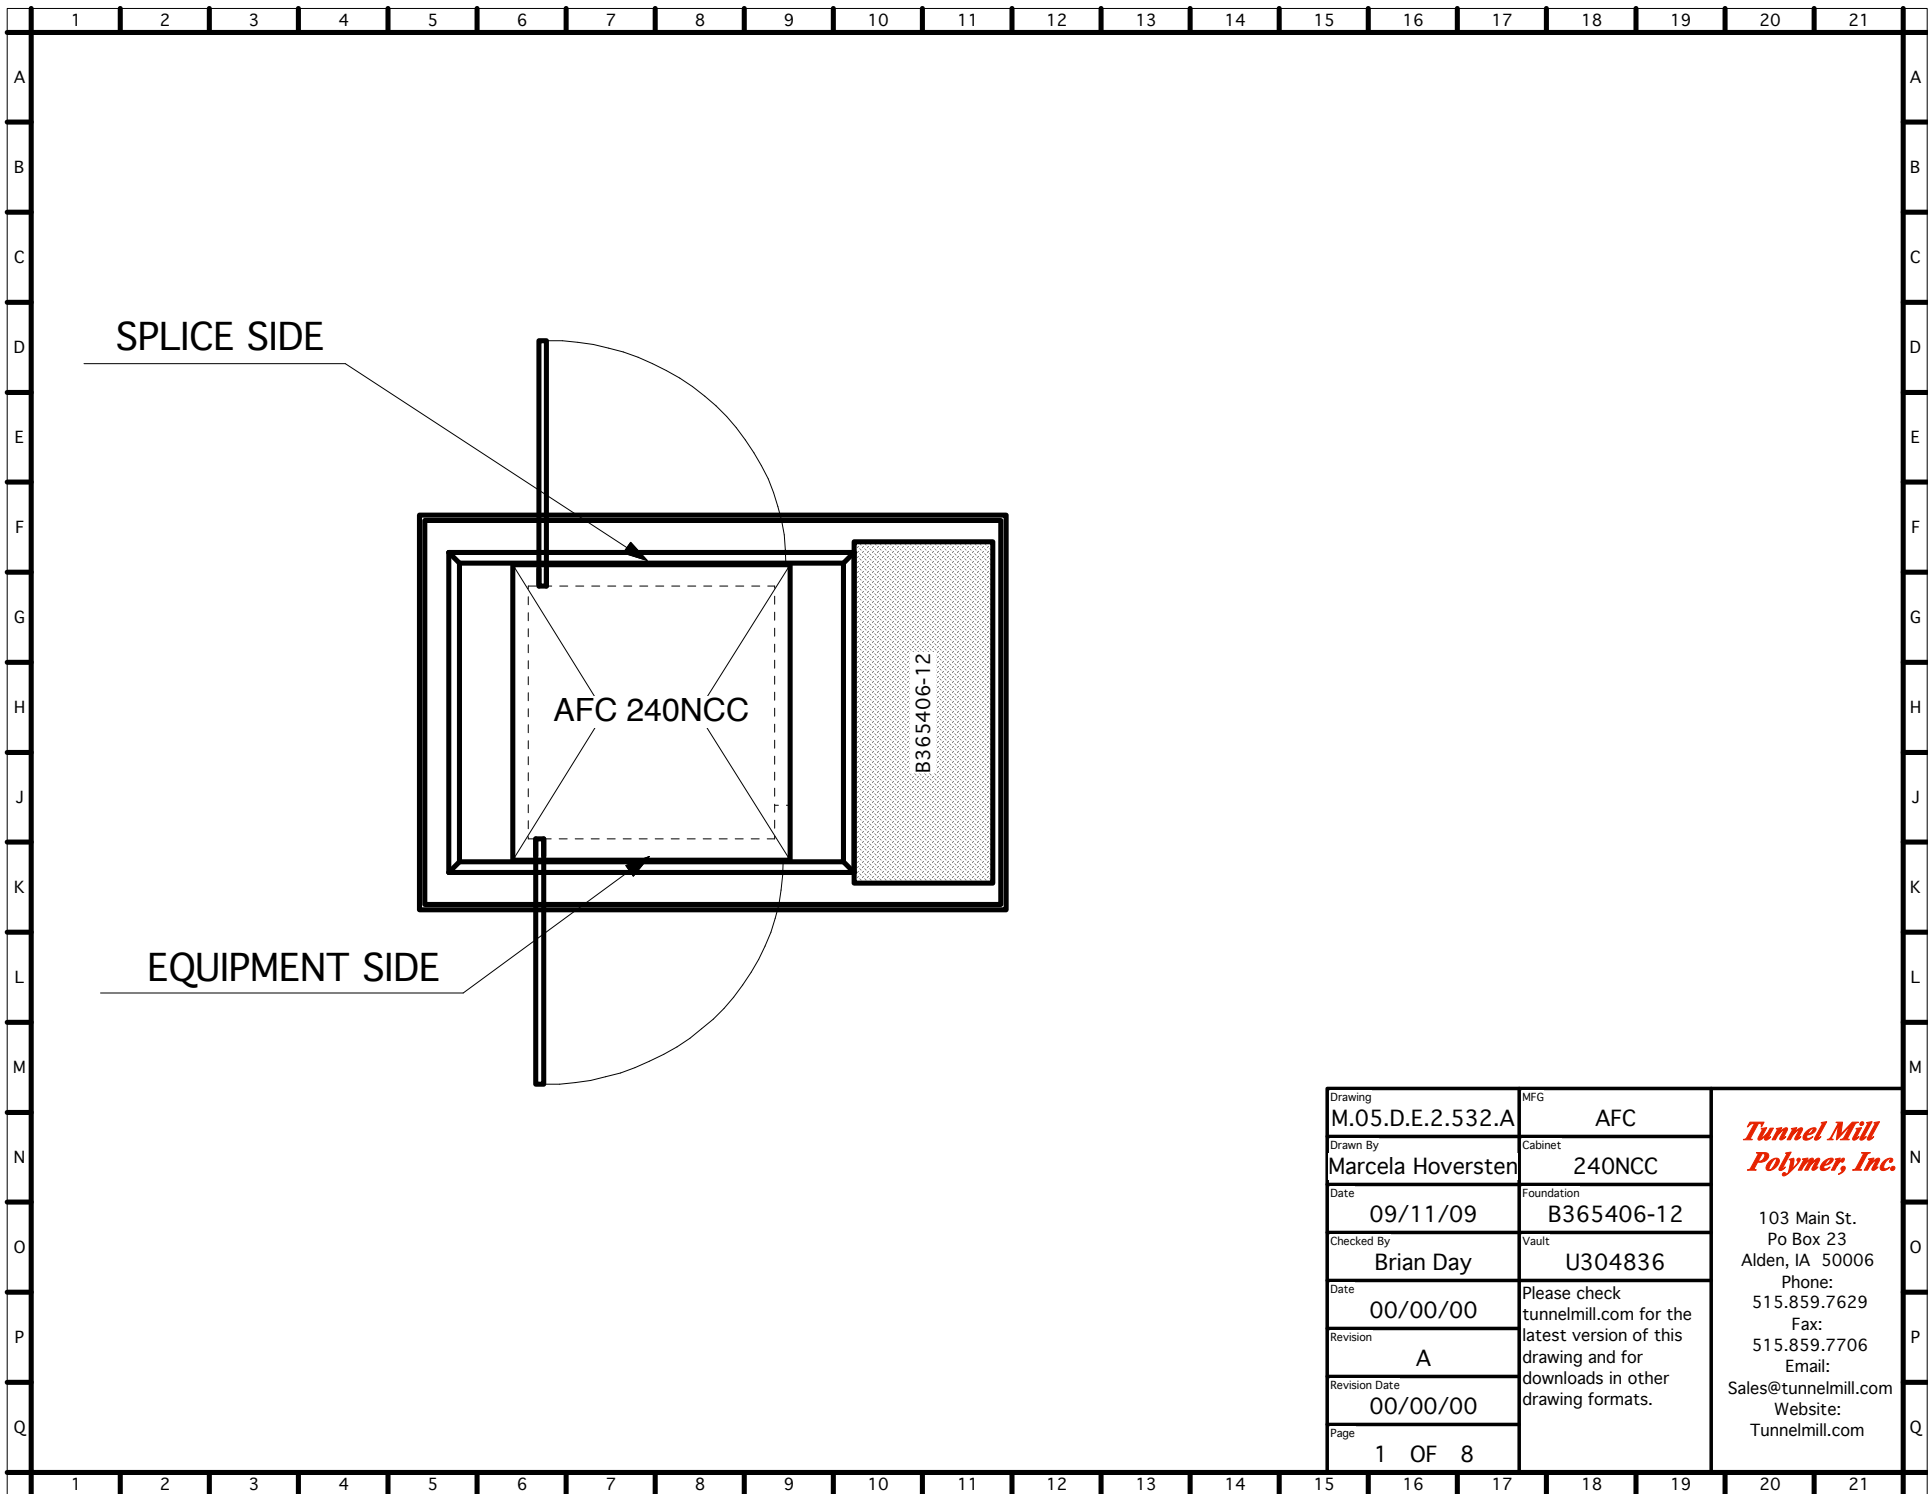 1 2 3 4 5 6 7 8 9 10 11 12 13 14 15 16 17 18 19 20 21
A A
B B
C C
SPLICE SIDE
D D
E E
F F
G G
AFC 240NCC
B365406-12
H H
J J
K K
EQUIPMENT SIDE
L L
M M
N N
O O
P P
Q Q
Drawing
M.05.D.E.2.532.A
MFG
AFC
Drawn By
Marcela Hoversten
Cabinet
240NCC
Date
09/11/09
Foundation
B365406-12
Checked By
Brian Day
Vault
U304836
Date
00/00/00
Revision
A
Revision Date
00/00/00
Page
1 OF 8
Please check
tunnelmill.com for the
latest version of this
drawing and for
downloads in other
drawing formats.
Tunnel Mill
Polymer, Inc.
103 Main St.
Po Box 23
Alden, IA 50006
Phone:
515.859.7629
Fax:
515.859.7706
Email:
Sales@tunnelmill.com
Website:
Tunnelmill.com
1 2 3 4 5 6 7 8 9 10 11 12 13 14 15 16 17 18 19 20 21